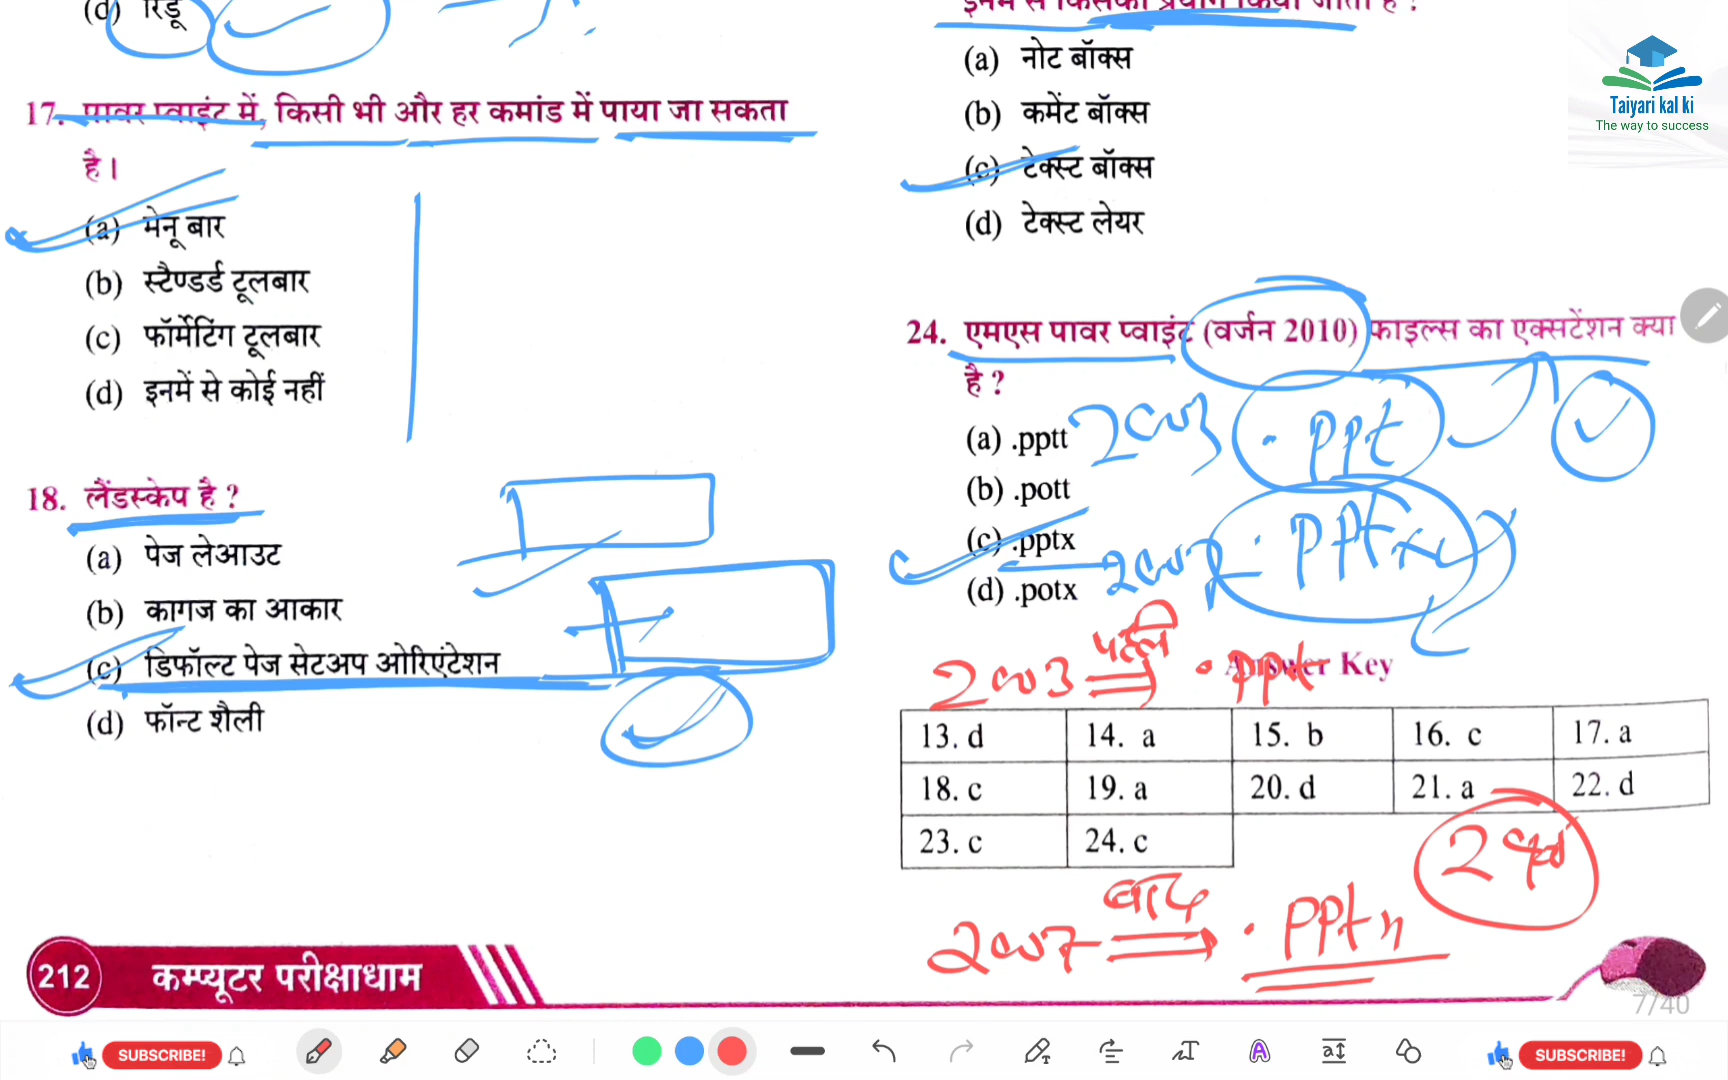 (d) रिडू
17. पावर प्वाइंट में, किसी भी और हर कमांड में पाया जा सकता
है।
(a) मेनू बार
(b) स्टैण्डर्ड टूलबार
(c) फॉर्मेटिंग टूलबार
(d) इनमें से कोई नहीं
18. लैंडस्केप है ?
(a) पेज लेआउट
(b) कागज का आकार
(c) डिफॉल्ट पेज सेटअप ओरिएंटेशन
(d) फॉन्ट शैली
इनमें से किसका प्रयोग किया जाता है ?
(a) नोट बॉक्स
(b) कमेंट बॉक्स
(c) टेक्स्ट बॉक्स
(d) टेक्स्ट लेयर
24. एमएस पावर प्वाइंट (वर्जन 2010) फाइल्स का एक्सटेंशन क्या
है ?
(a) .pptt 2003 .ppt
(b) .pott
(c) .pptx 2007 .pptx
(d) .potx
2003 पहले .ppt
Answer Key
13. d 14. a 15. b 16. c 17. a
18. c 19. a 20. d 21. a 22. d
23. c 24. c
2007 बाद .pptx
212 कम्प्यूटर परीक्षाधाम
7/40
Taiyari kal ki
The way to success
SUBSCRIBE!
SUBSCRIBE!